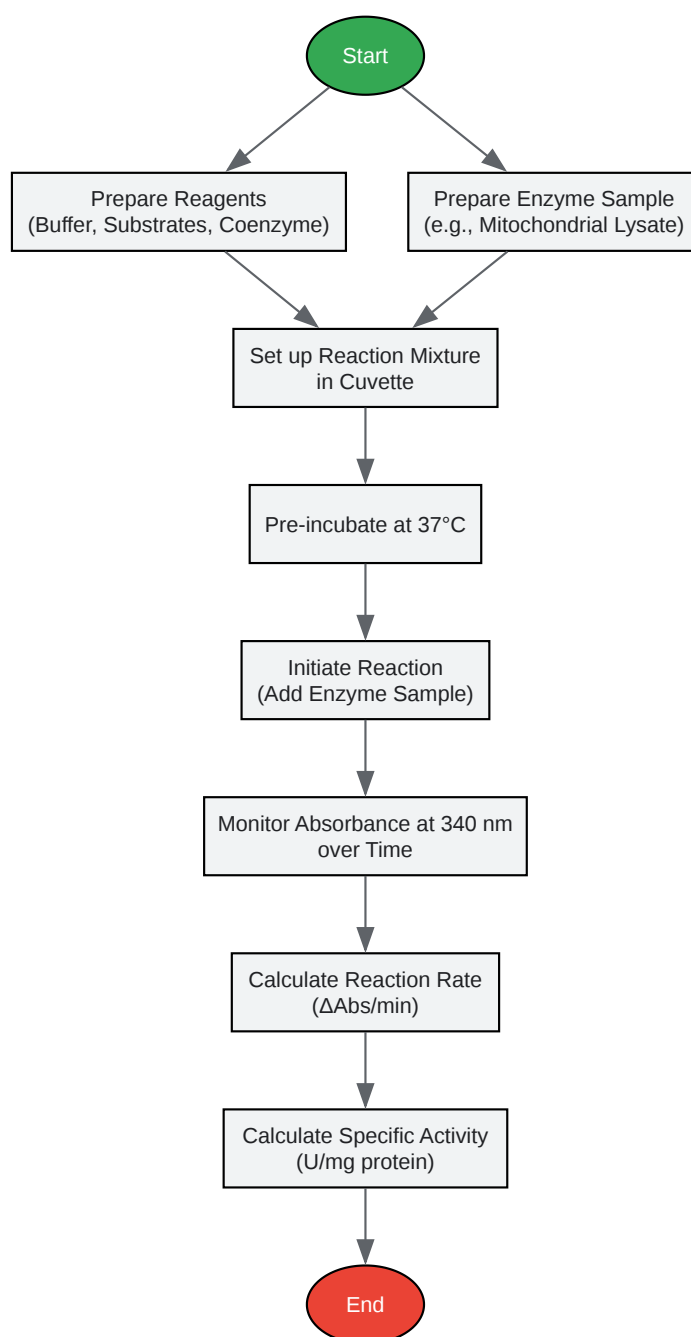 Start
Prepare Reagents
(Buffer, Substrates, Coenzyme)
Prepare Enzyme Sample
(e.g., Mitochondrial Lysate)
Set up Reaction Mixture
in Cuvette
Pre-incubate at 37°C
Initiate Reaction
(Add Enzyme Sample)
Monitor Absorbance at 340 nm
over Time
Calculate Reaction Rate
(ΔAbs/min)
Calculate Specific Activity
(U/mg protein)
End